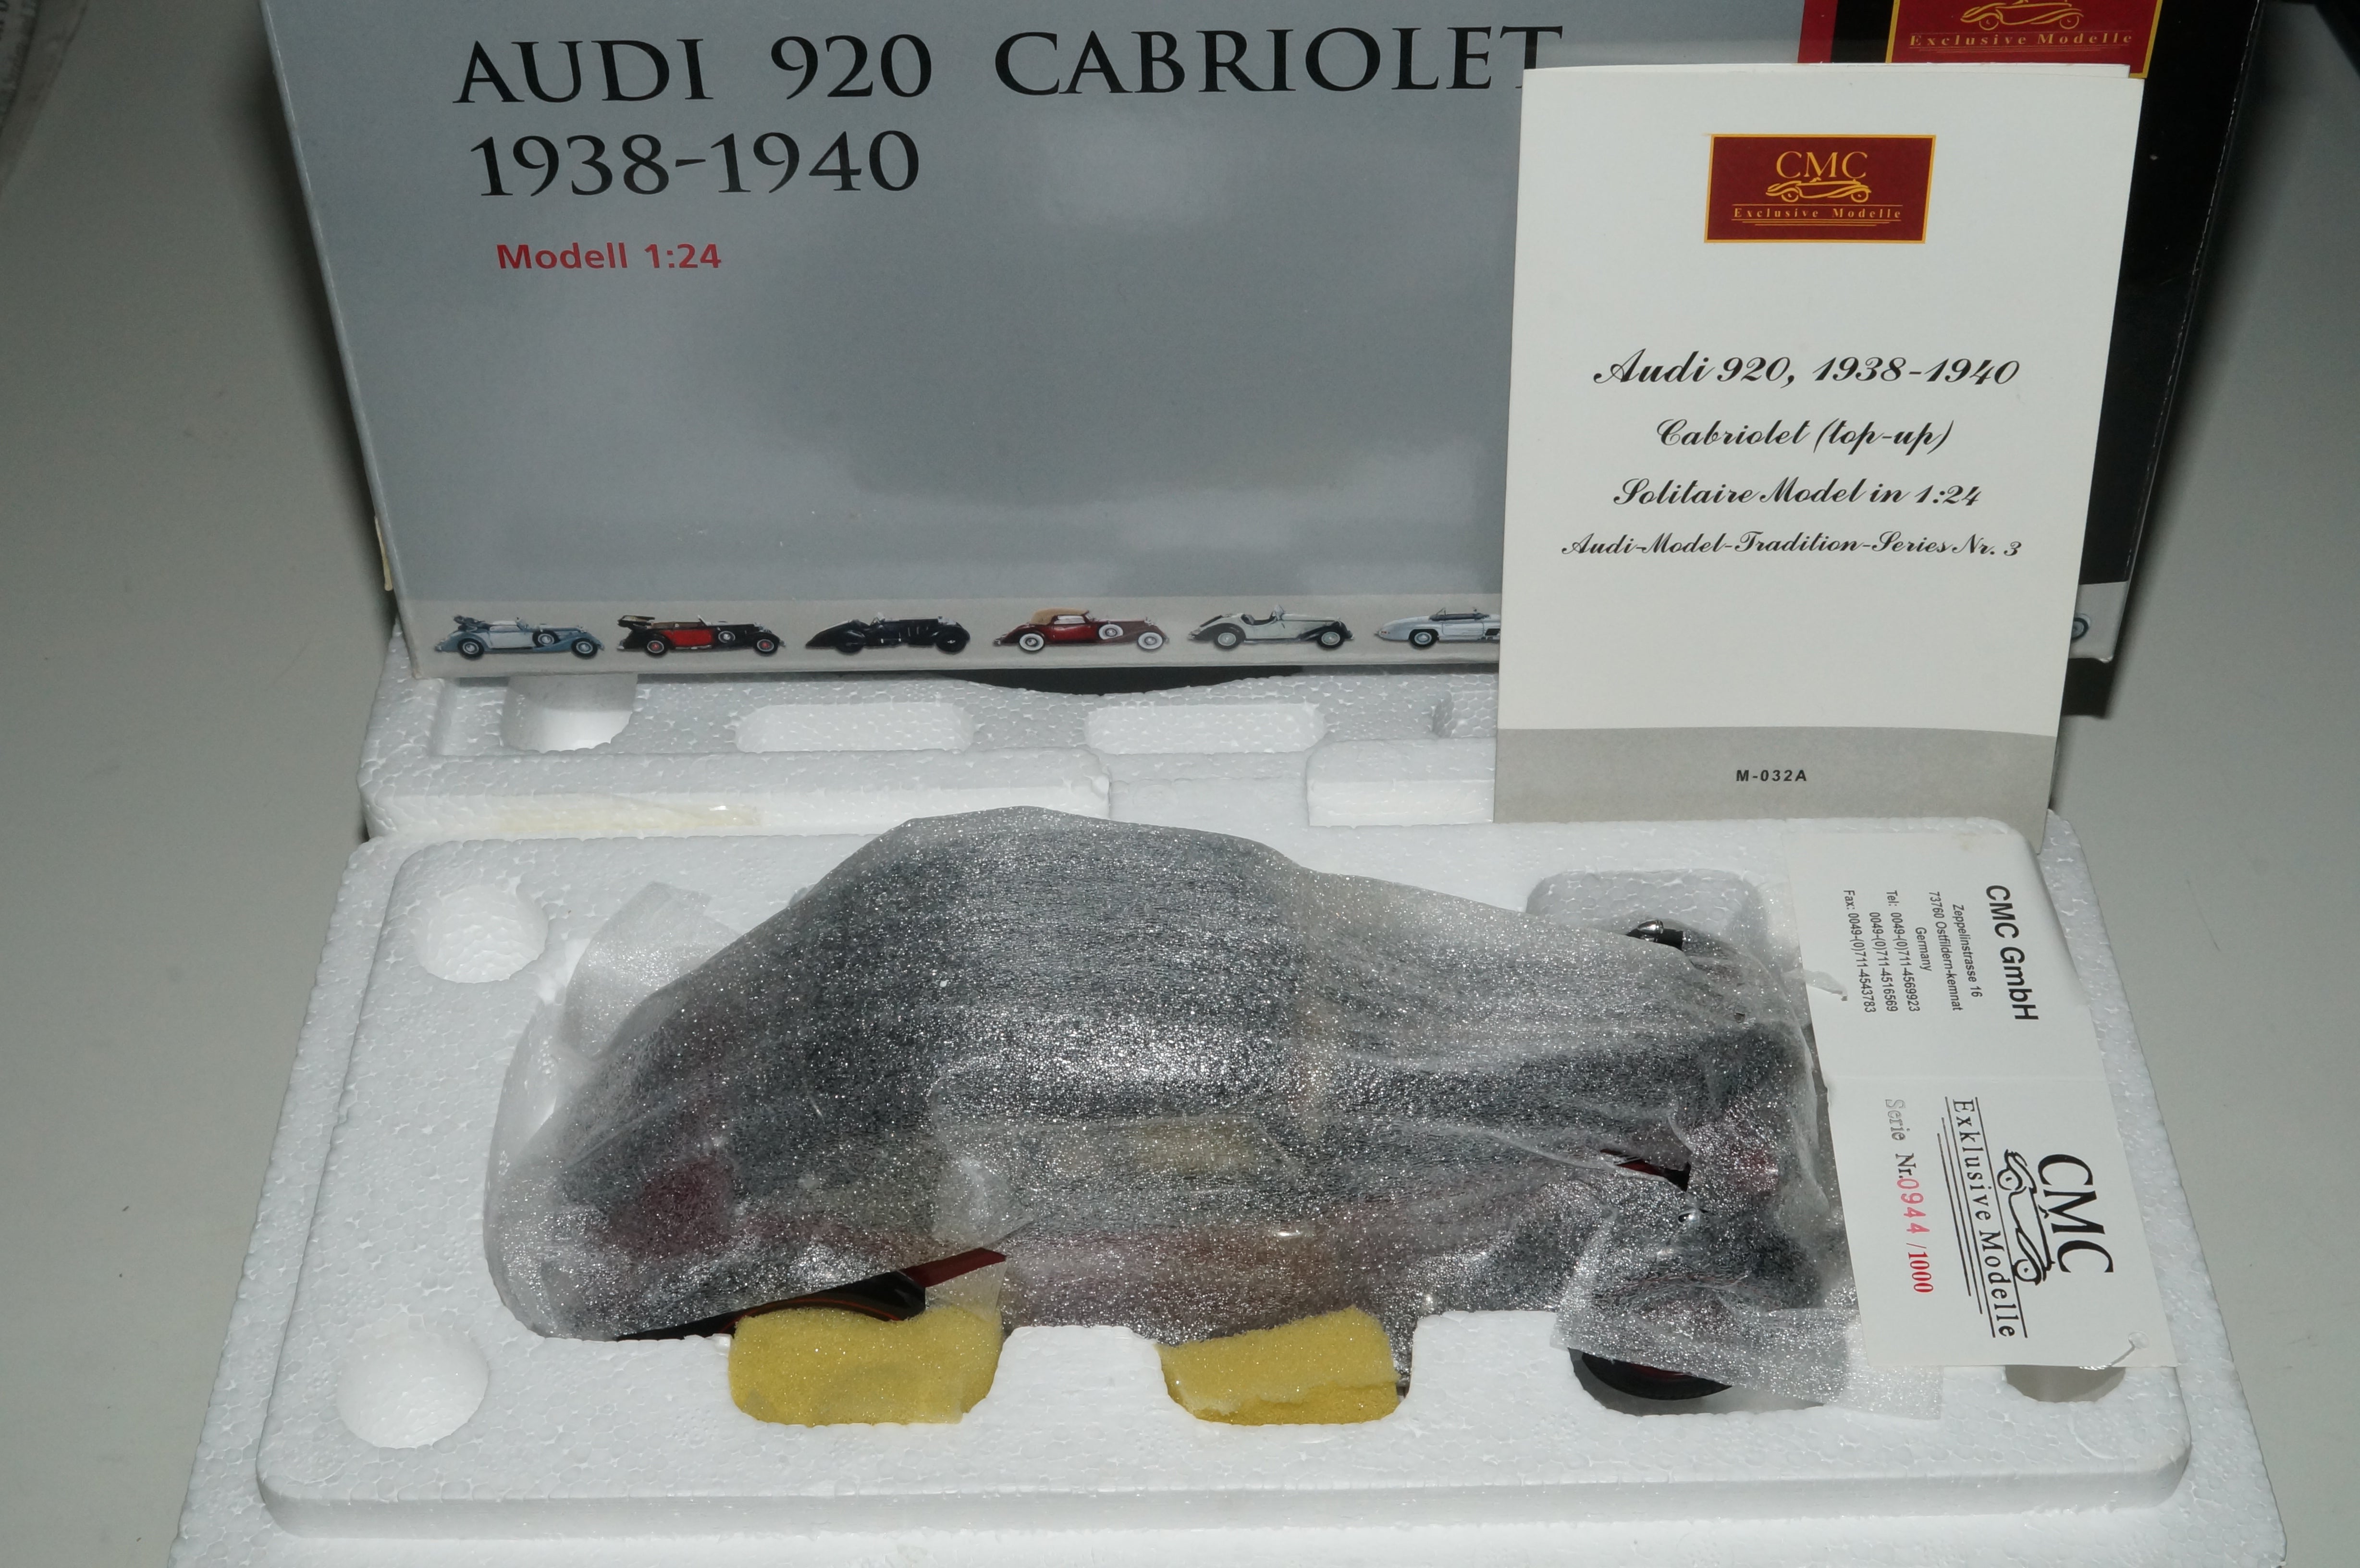 AUDI 920 CABRIOLET
1938-1940
Modell 1:24
Exclusive Modelle
CMC
Exclusive Modelle
Audi 920, 1938-1940
Cabriolet (top-up)
Solitaire Model in 1:24
Audi-Model-Tradition-Series Nr. 3
M-032A
CMC GmbH
Zeppelinstrasse 16
73760 Ostfildern-kemnat
Germany
Tel: 0049-(0)711-4569923
0049-(0)711-4516569
Fax: 0049-(0)711-4543783
CMC
Exklusive Modelle
Serie Nr.0944/1000